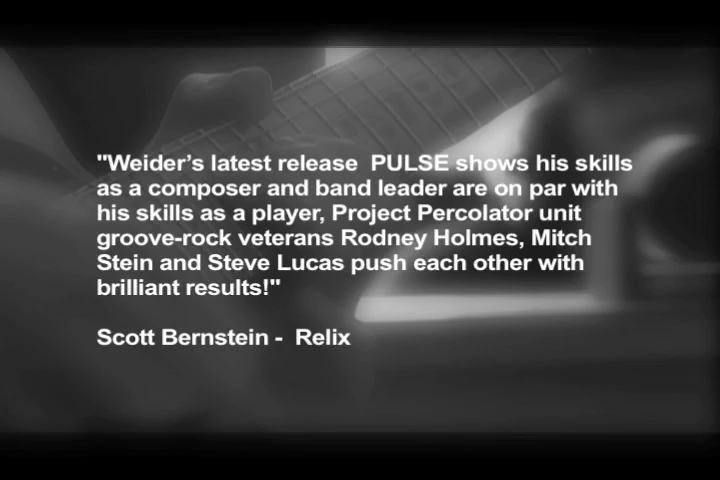 "Weider’s latest release  PULSE shows his skills
as a composer and band leader are on par with
his skills as a player, Project Percolator unit
groove-rock veterans Rodney Holmes, Mitch
Stein and Steve Lucas push each other with
brilliant results!"
Scott Bernstein -  Relix